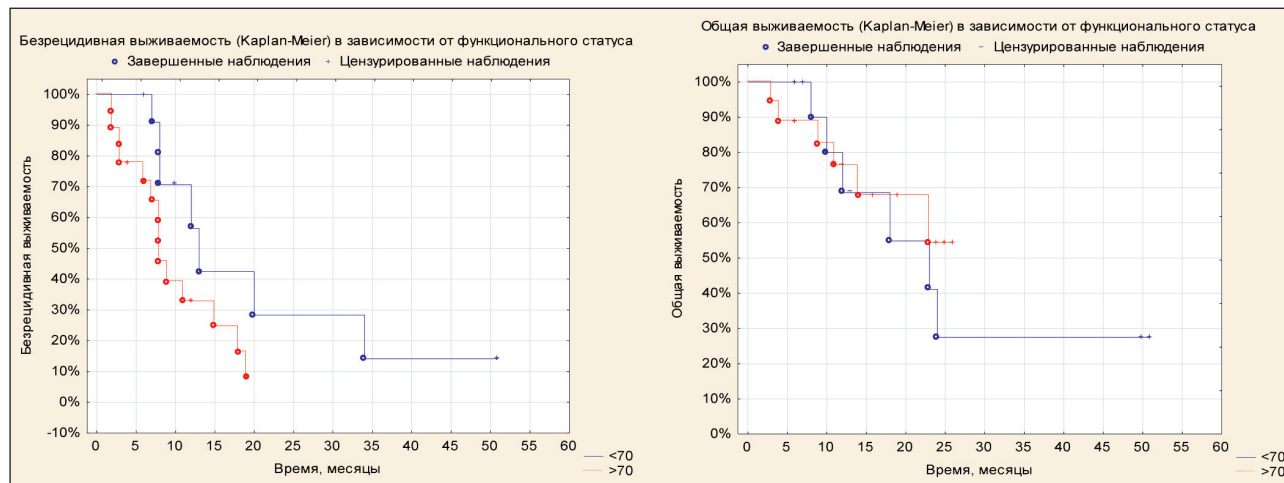 Безрецидивная выживаемость (Kaplan-Meier) в зависимости от функционального статуса
Завершенные наблюдения
Цензурированные наблюдения
Безрецидивная выживаемость
100%
90%
80%
70%
60%
50%
40%
30%
20%
10%
0%
-10%
0 5 10 15 20 25 30 35 40 45 50 55 60
Время, месяцы
<70
>70
Общая выживаемость (Kaplan-Meier) в зависимости от функционального статуса
Завершенные наблюдения
Цензурированные наблюдения
Общая выживаемость
100%
90%
80%
70%
60%
50%
40%
30%
20%
10%
0%
0 5 10 15 20 25 30 35 40 45 50 55 60
Время, месяцы
<70
>70